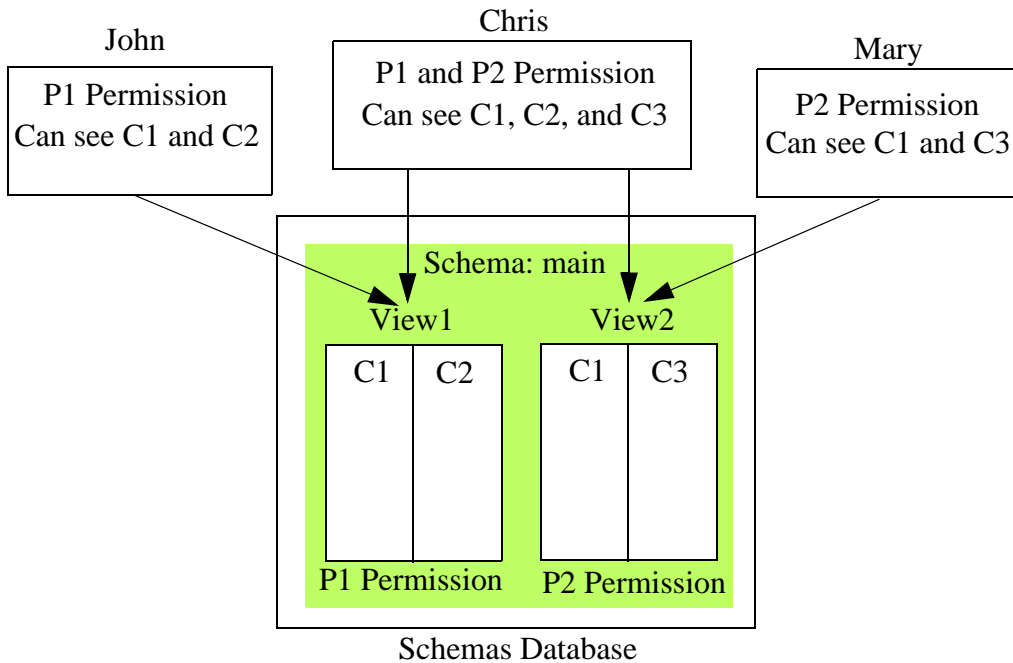 John
P1 Permission
Can see C1 and C2
Chris
P1 and P2 Permission
Can see C1, C2, and C3
Mary
P2 Permission
Can see C1 and C3
Schema: main
View1
View2
C1
C2
C1
C3
P1 Permission
P2 Permission
Schemas Database